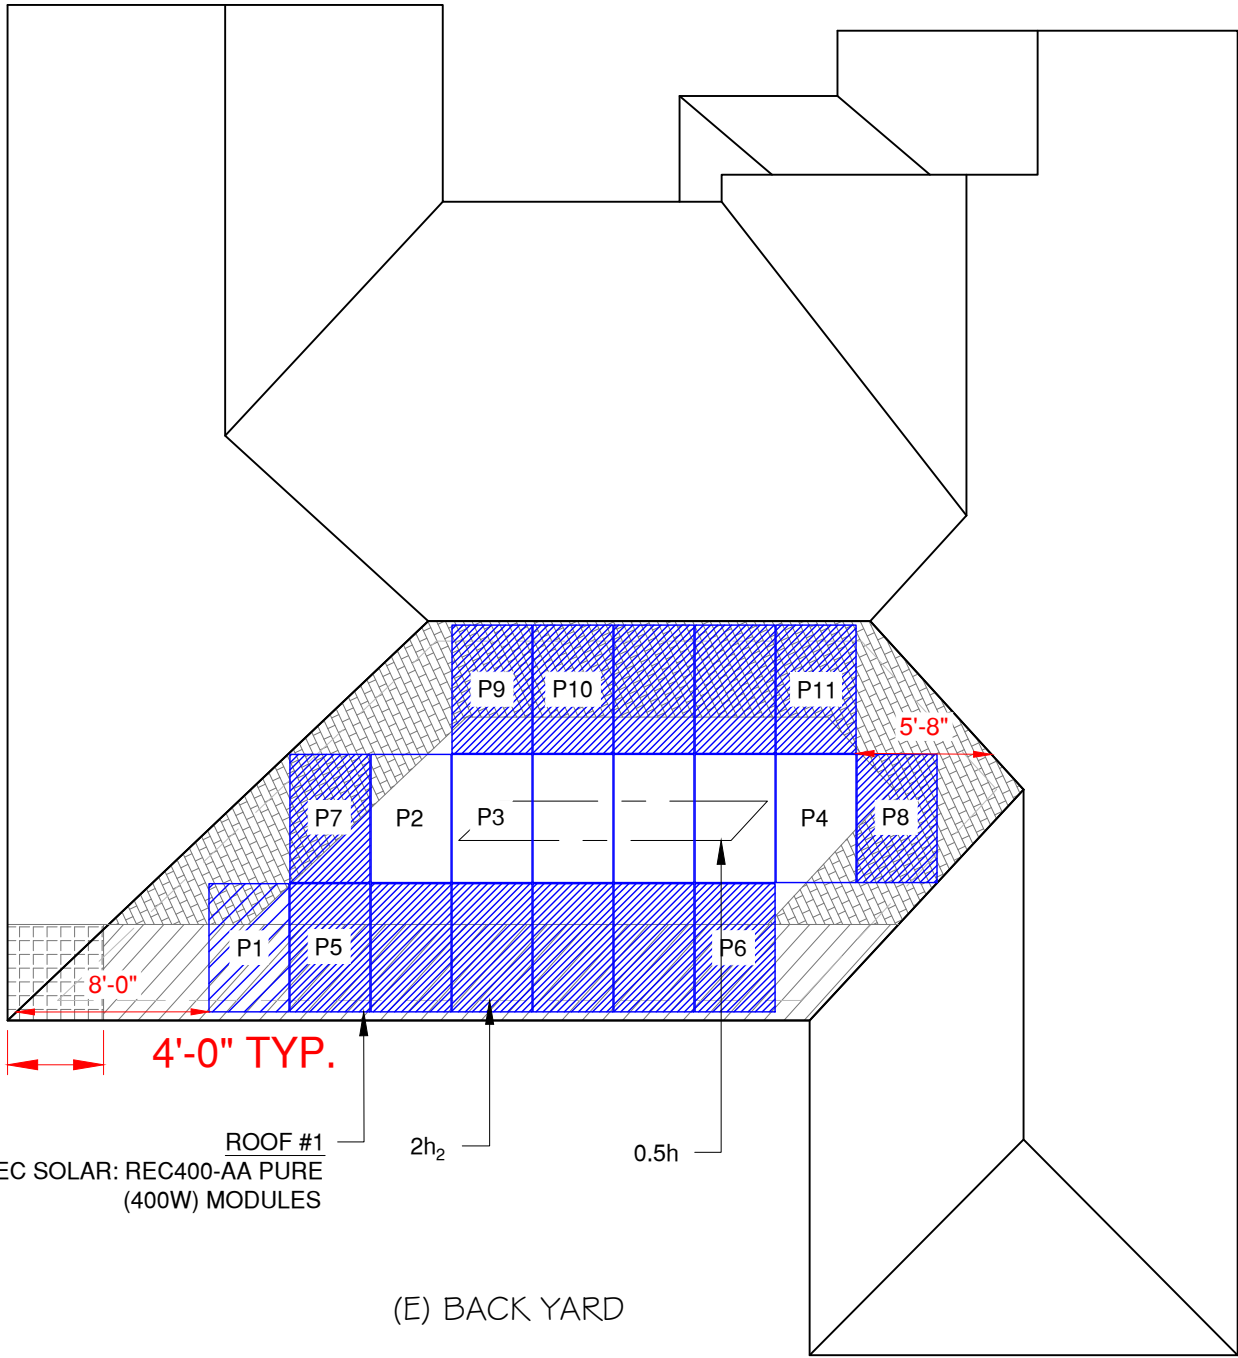 P9 P10 P11
5'-8"
P7 P2 P3 P4 P8
P1 P5 P6
8'-0"
4'-0" TYP.
ROOF #1
EC SOLAR: REC400-AA PURE
(400W) MODULES
2h₂
0.5h
(E) BACK YARD